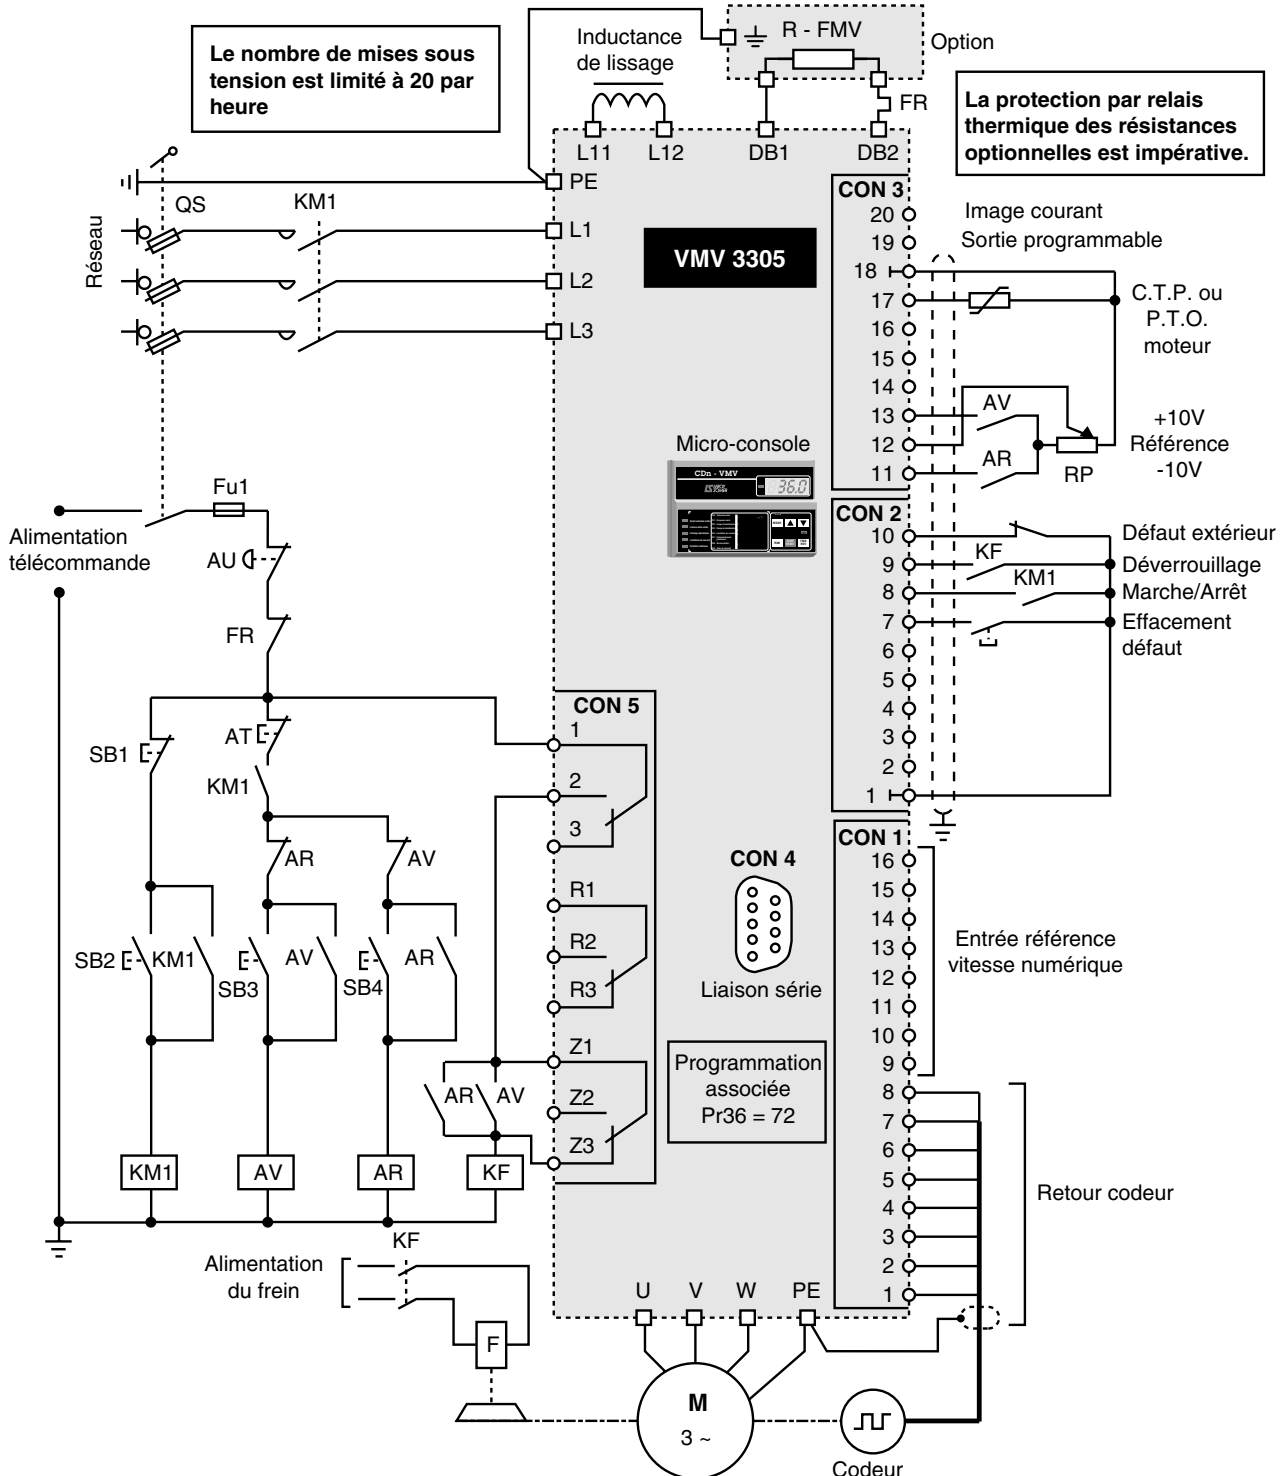 Le nombre de mises sous
tension est limité à 20 par
heure
Inductance
de lissage
R - FMV
Option
FR
La protection par relais
thermique des résistances
optionnelles est impérative.
L11
L12
DB1
DB2
PE
Réseau
QS
KM1
L1
L2
L3
VMV 3305
CON 3
20
19
18
17
16
15
14
13
12
11
Image courant
Sortie programmable
C.T.P. ou
P.T.O.
moteur
AV
AR
RP
+10V
Référence
-10V
Micro-console
CDn - VMV
36.0
CON 2
10
9
8
7
6
5
4
3
2
1
KF
KM1
Défaut extérieur
Déverrouillage
Marche/Arrêt
Effacement
défaut
Fu1
Alimentation
télécommande
AU
FR
SB1
AT
KM1
AR
AV
SB2
KM1
SB3
AV
SB4
AR
AR
AV
KM1
AV
AR
KF
CON 5
1
2
3
R1
R2
R3
Z1
Z2
Z3
CON 4
Liaison série
Programmation
associée
Pr36 = 72
CON 1
16
15
14
13
12
11
10
9
8
7
6
5
4
3
2
1
Entrée référence
vitesse numérique
Retour codeur
Alimentation
du frein
KF
F
U
V
W
PE
M
3 ~
Codeur